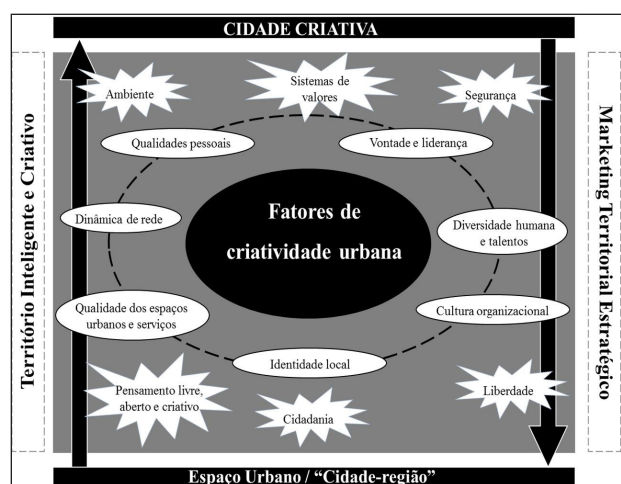 CIDADE CRIATIVA
Território Inteligente e Criativo
Ambiente
Sistemas de
valores
Segurança
Qualidades pessoais
Vontade e liderança
Dinâmica de rede
Fatores de
criatividade urbana
Diversidade humana
e talentos
Qualidade dos espaços
urbanos e serviços
Cultura organizacional
Identidade local
Pensamento livre,
aberto e criativo
Cidadania
Liberdade
Marketing Territorial Estratégico
Espaço Urbano / “Cidade-região”